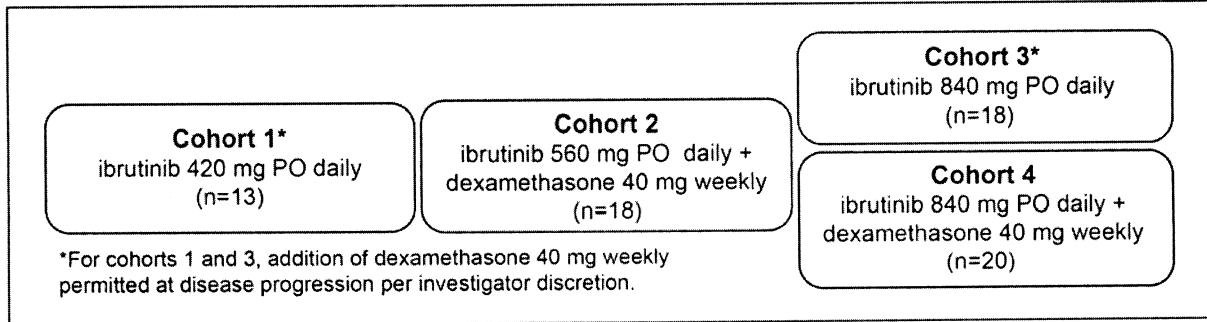 Cohort 1*
ibrutinib 420 mg PO daily
(n=13)
Cohort 2
ibrutinib 560 mg PO daily +
dexamethasone 40 mg weekly
(n=18)
Cohort 3*
ibrutinib 840 mg PO daily
(n=18)
Cohort 4
ibrutinib 840 mg PO daily +
dexamethasone 40 mg weekly
(n=20)
*For cohorts 1 and 3, addition of dexamethasone 40 mg weekly
permitted at disease progression per investigator discretion.